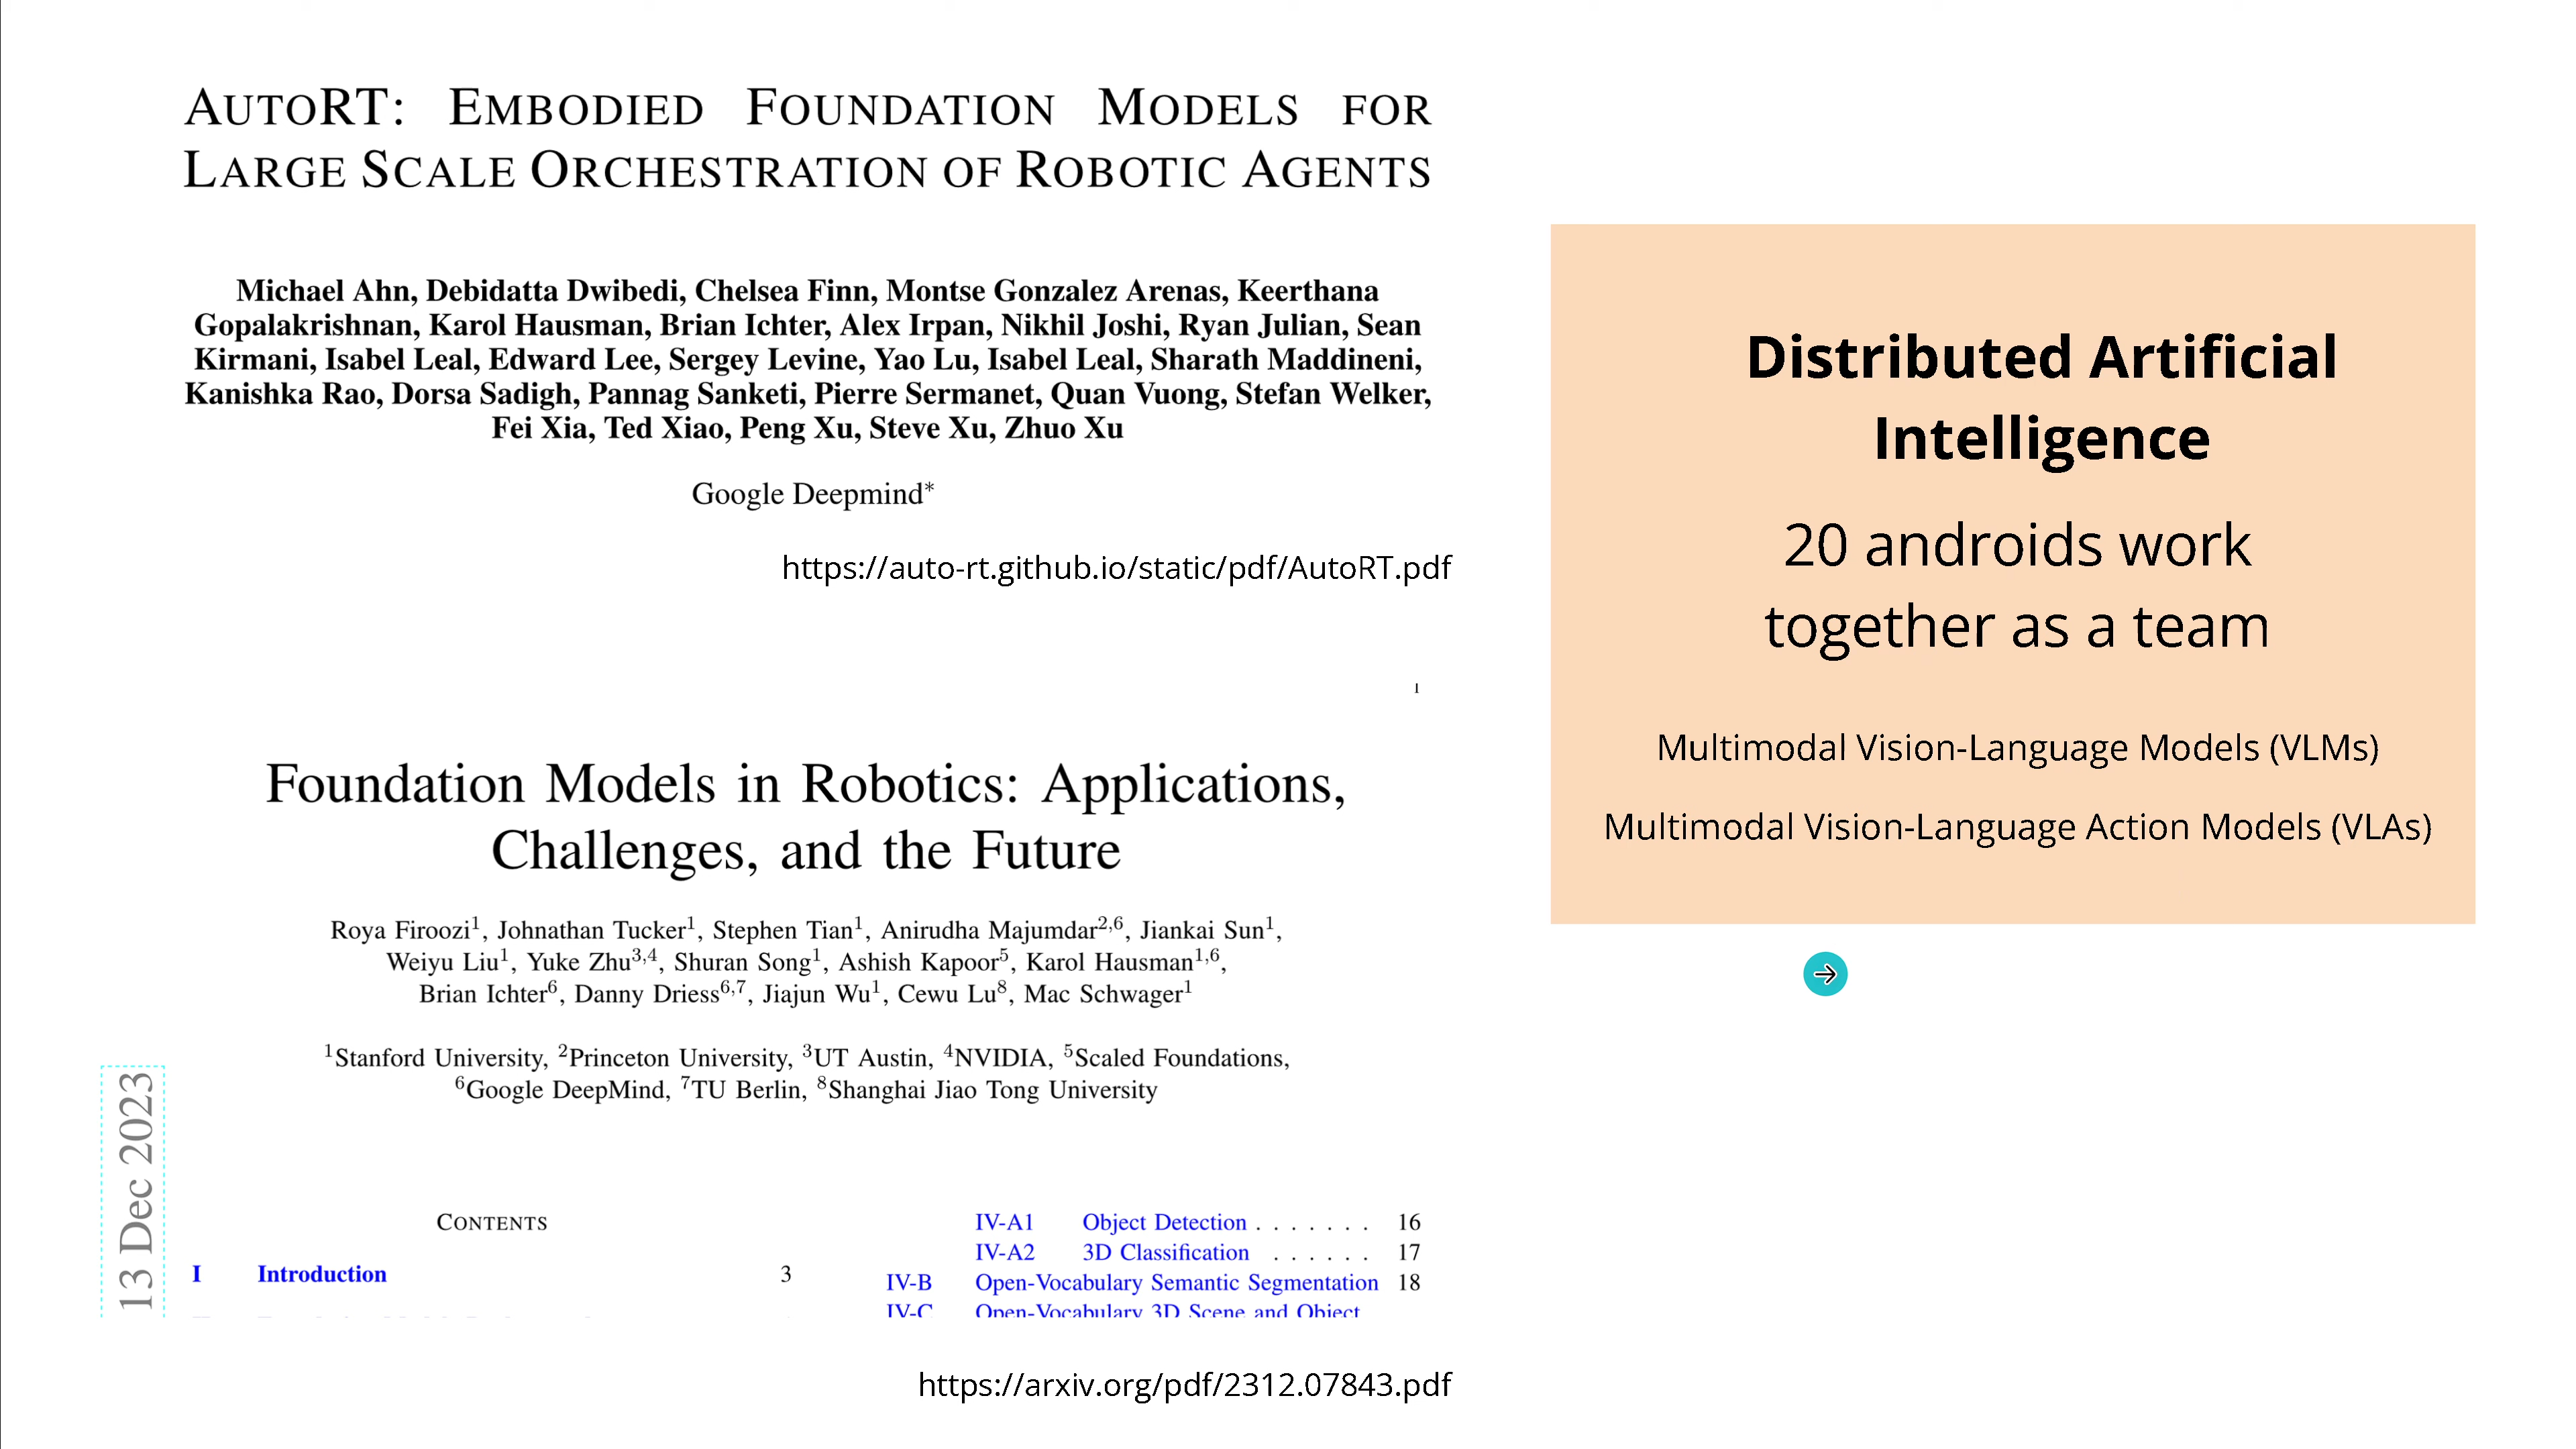 AUTORT: EMBODIED FOUNDATION MODELS FOR
LARGE SCALE ORCHESTRATION OF ROBOTIC AGENTS
Michael Ahn, Debidatta Dwibedi, Chelsea Finn, Montse Gonzalez Arenas, Keerthana
Gopalakrishnan, Karol Hausman, Brian Ichter, Alex Irpan, Nikhil Joshi, Ryan Julian, Sean
Kirmani, Isabel Leal, Edward Lee, Sergey Levine, Yao Lu, Isabel Leal, Sharath Maddineni,
Kanishka Rao, Dorsa Sadigh, Pannag Sanketi, Pierre Sermanet, Quan Vuong, Stefan Welker,
Fei Xia, Ted Xiao, Peng Xu, Steve Xu, Zhuo Xu
Google Deepmind*
https://auto-rt.github.io/static/pdf/AutoRT.pdf
1
Foundation Models in Robotics: Applications,
Challenges, and the Future
Roya Firoozi1, Johnathan Tucker1, Stephen Tian1, Anirudha Majumdar2,6, Jiankai Sun1,
Weiyu Liu1, Yuke Zhu3,4, Shuran Song1, Ashish Kapoor5, Karol Hausman1,6,
Brian Ichter6, Danny Driess6,7, Jiajun Wu1, Cewu Lu8, Mac Schwager1
1Stanford University, 2Princeton University, 3UT Austin, 4NVIDIA, 5Scaled Foundations,
6Google DeepMind, 7TU Berlin, 8Shanghai Jiao Tong University
13 Dec 2023
CONTENTS
I Introduction 3
IV-A1 Object Detection . . . . . . . 16
IV-A2 3D Classification . . . . . . 17
IV-B Open-Vocabulary Semantic Segmentation 18
IV-C Open-Vocabulary 3D Scene and Object
https://arxiv.org/pdf/2312.07843.pdf
Distributed Artificial
Intelligence
20 androids work
together as a team
Multimodal Vision-Language Models (VLMs)
Multimodal Vision-Language Action Models (VLAs)